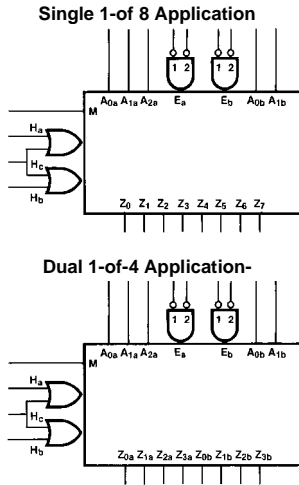 Single 1-of 8 Application
1 2 1 2
A0a A1a A2a Ea Eb A0b A1b
M
Ha
Hc
Hb
Z0 Z1 Z2 Z3 Z4 Z5 Z6 Z7
Dual 1-of-4 Application-
1 2 1 2
A0a A1a A2a Ea Eb A0b A1b
M
Ha
Hc
Hb
Z0a Z1a Z2a Z3a Z0b Z1b Z2b Z3b